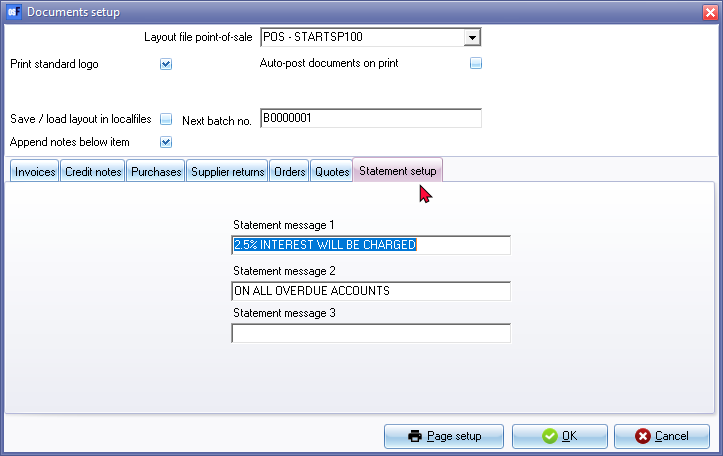 Documents setup
Layout file point-of-sale POS - STARTSP100
Print standard logo Auto-post documents on print
Save / load layout in localfiles Next batch no. B0000001
Append notes below item
Invoices Credit notes Purchases Supplier returns Orders Quotes Statement setup
Statement message 1
2.5% INTEREST WILL BE CHARGED
Statement message 2
ON ALL OVERDUE ACCOUNTS
Statement message 3
Page setup OK Cancel